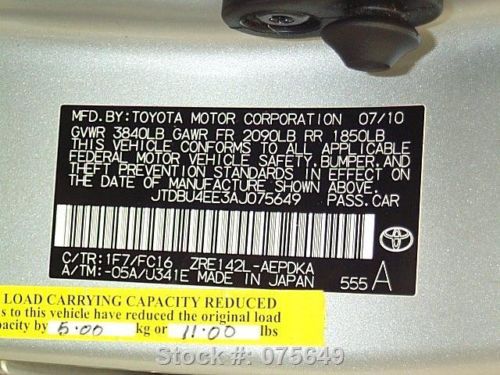 MFD. BY: TOYOTA MOTOR CORPORATION 07/10
GVWR 3840LB GAWR FR 2090LB RR 1850LB
THIS VEHICLE CONFORMS TO ALL APPLICABLE
FEDERAL MOTOR VEHICLE SAFETY, BUMPER, AND
THEFT PREVENTION STANDARDS IN EFFECT ON
THE DATE OF MANUFACTURE SHOWN ABOVE.
JTDBU4EE3AJ075649 PASS. CAR
C/TR: 1F7/FC16 ZRE142L-AEPDKA
A/TM: -05A/U341E MADE IN JAPAN 555 A
LOAD CARRYING CAPACITY REDUCED
ts to this vehicle have reduced the original load
pacity by 5.00 kg or 11.00 lbs
Stock #: 075649